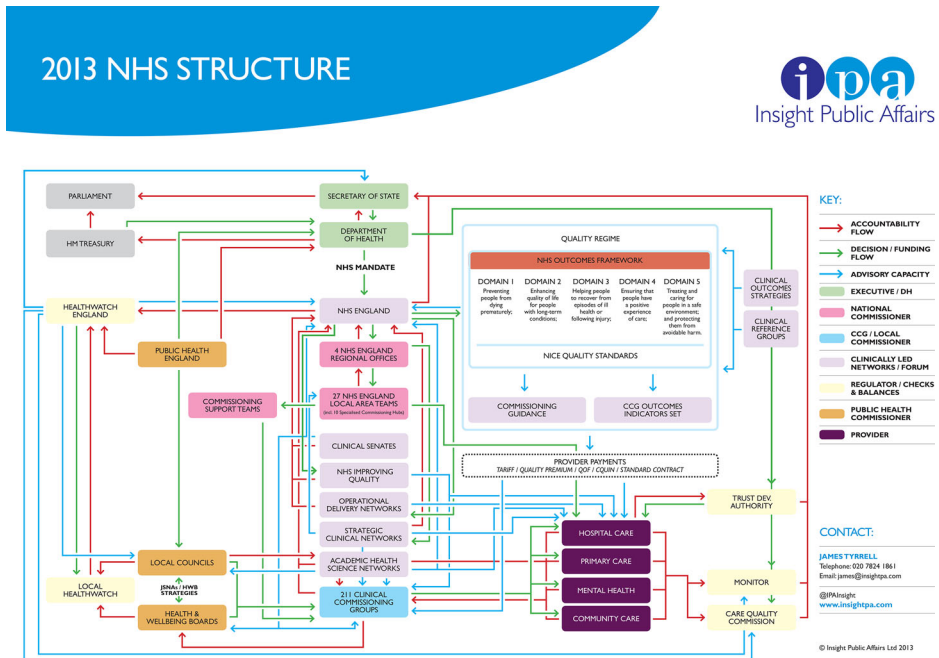 2013 NHS STRUCTURE
ipa
Insight Public Affairs
PARLIAMENT
SECRETARY OF STATE
HM TREASURY
DEPARTMENT
OF HEALTH
NHS MANDATE
HEALTHWATCH
ENGLAND
NHS ENGLAND
PUBLIC HEALTH
ENGLAND
4 NHS ENGLAND
REGIONAL OFFICES
COMMISSIONING
SUPPORT TEAMS
27 NHS ENGLAND
LOCAL AREA TEAMS
(incl. 10 Specialised Commissioning Hubs)
CLINICAL SENATES
NHS IMPROVING
QUALITY
OPERATIONAL
DELIVERY NETWORKS
STRATEGIC
CLINICAL NETWORKS
ACADEMIC HEALTH
SCIENCE NETWORKS
211 CLINICAL
COMMISSIONING
GROUPS
LOCAL COUNCILS
JSNAs / HWB
STRATEGIES
LOCAL
HEALTHWATCH
HEALTH &
WELLBEING BOARDS
QUALITY REGIME
NHS OUTCOMES FRAMEWORK
DOMAIN 1
Preventing
people from
dying
prematurely;
DOMAIN 2
Enhancing
quality of life
for people
with long-term
conditions;
DOMAIN 3
Helping people
to recover from
episodes of ill
health or
following injury;
DOMAIN 4
Ensuring that
people have
a positive
experience
of care;
DOMAIN 5
Treating and
caring for
people in a safe
environment;
and protecting
them from
avoidable harm.
NICE QUALITY STANDARDS
COMMISSIONING
GUIDANCE
CCG OUTCOMES
INDICATORS SET
CLINICAL
OUTCOMES
STRATEGIES
CLINICAL
REFERENCE
GROUPS
PROVIDER PAYMENTS
TARIFF / QUALITY PREMIUM / QOF / CQUIN / STANDARD CONTRACT
HOSPITAL CARE
PRIMARY CARE
MENTAL HEALTH
COMMUNITY CARE
TRUST DEV.
AUTHORITY
MONITOR
CARE QUALITY
COMMISSION
KEY:
ACCOUNTABILITY
FLOW
DECISION / FUNDING
FLOW
ADVISORY CAPACITY
EXECUTIVE / DH
NATIONAL
COMMISSIONER
CCG / LOCAL
COMMISSIONER
CLINICALLY LED
NETWORKS / FORUM
REGULATOR / CHECKS
& BALANCES
PUBLIC HEALTH
COMMISSIONER
PROVIDER
CONTACT:
JAMES TYRRELL
Telephone: 020 7824 1861
Email: james@insightpa.com
@IPAInsight
www.insightpa.com
© Insight Public Affairs Ltd 2013